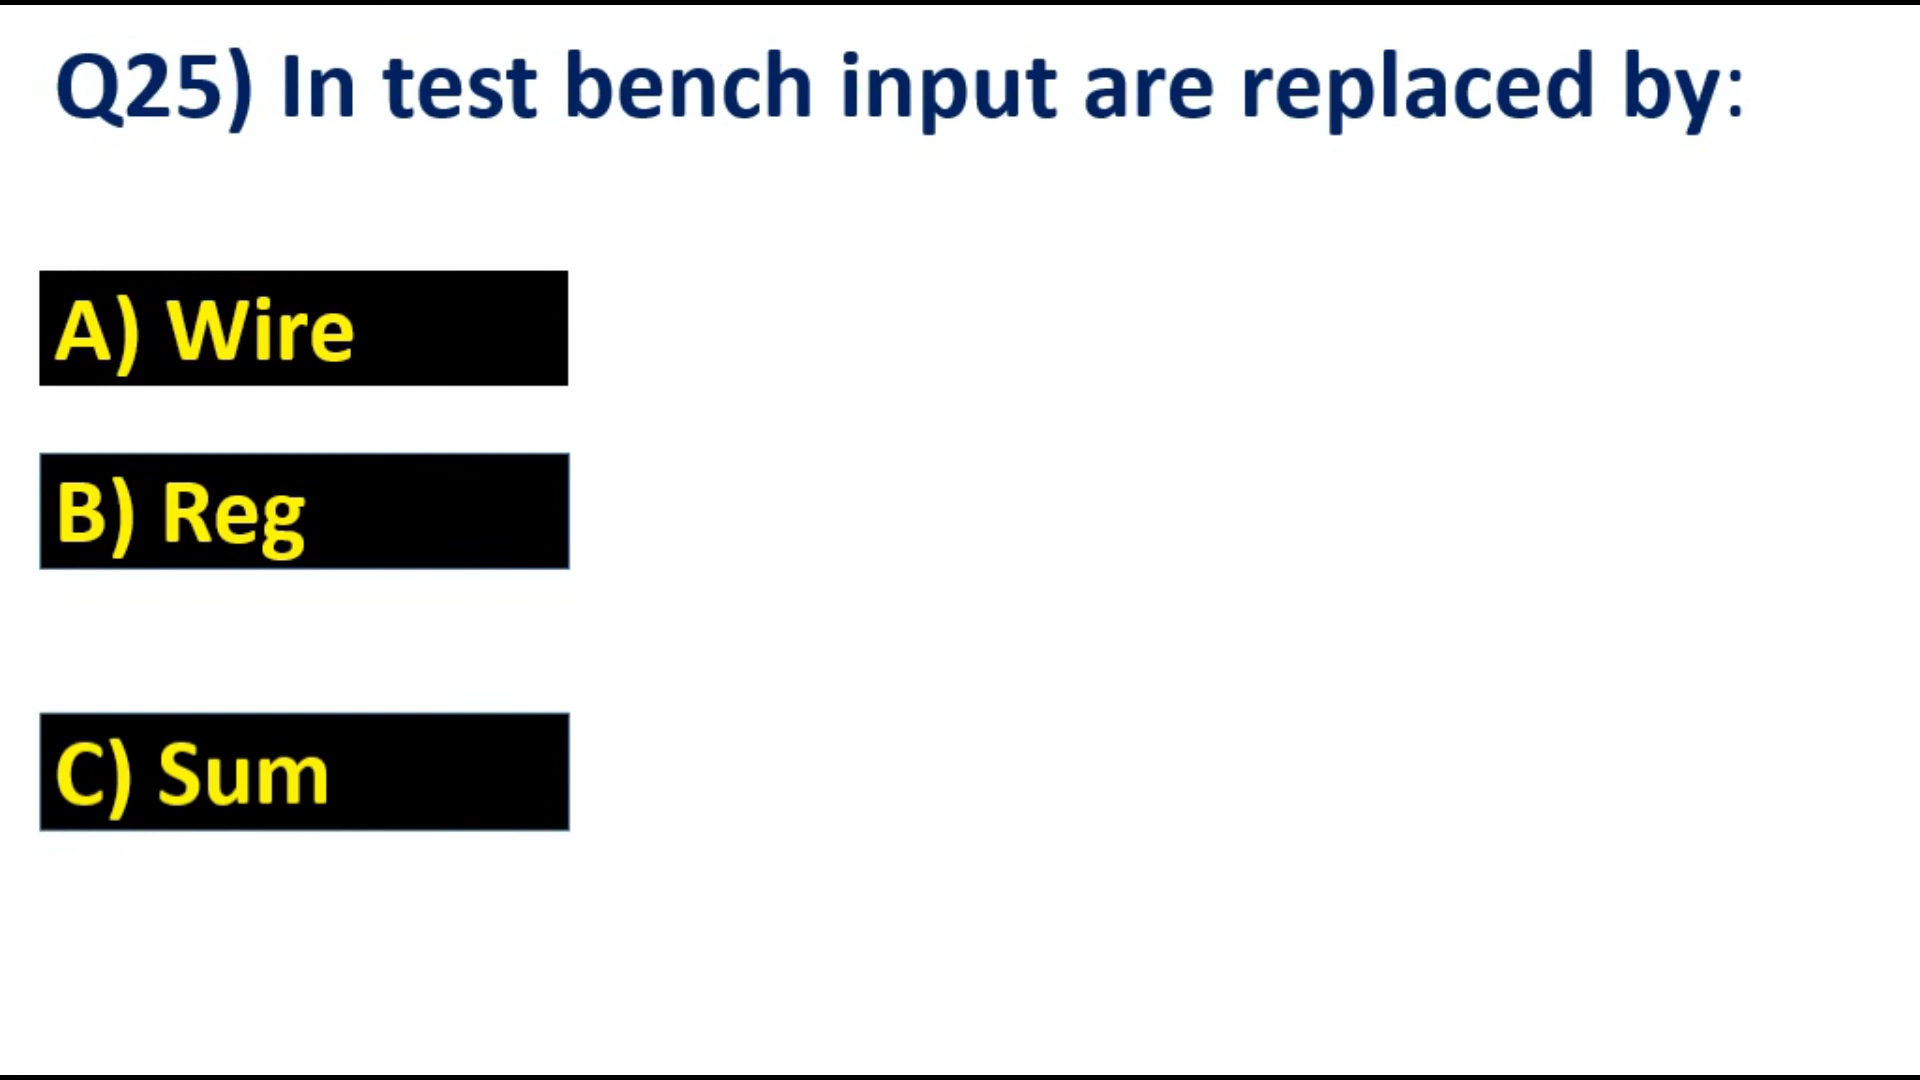 Q25) In test bench input are replaced by:
A) Wire
B) Reg
C) Sum